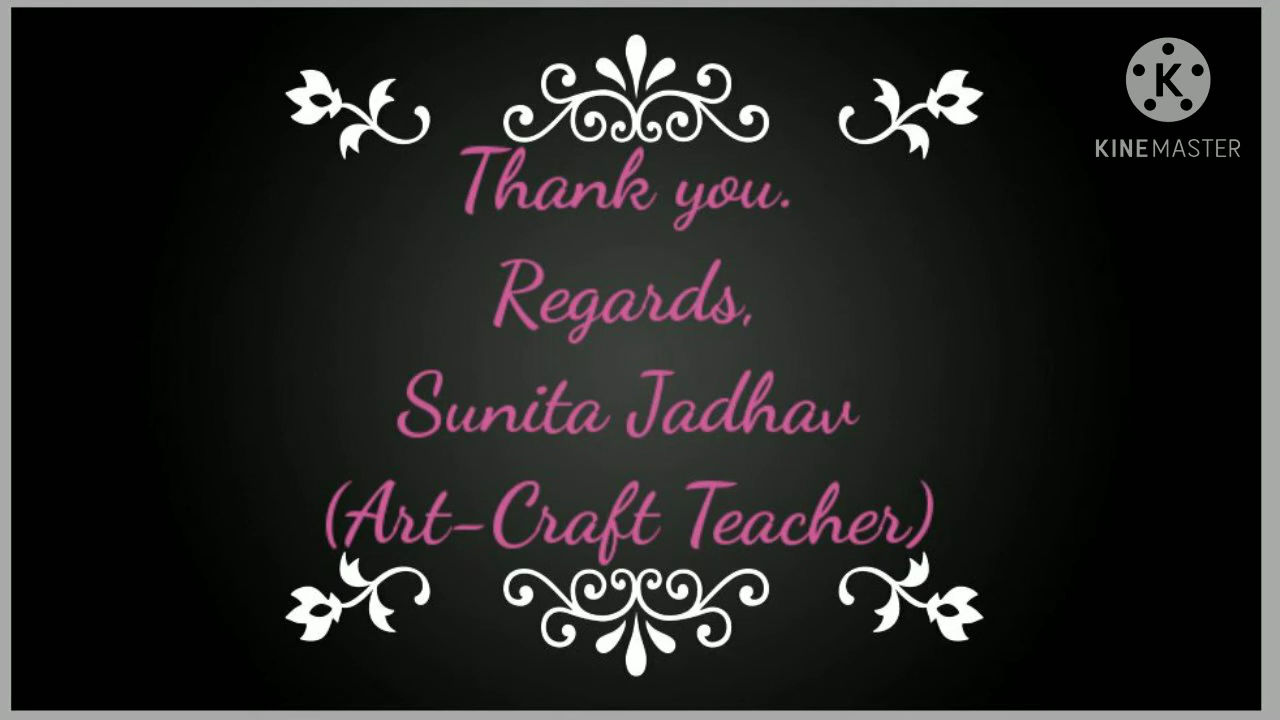 K
KINEMASTER
Thank you.
Regards,
Sunita Jadhav
(Art-Craft Teacher)